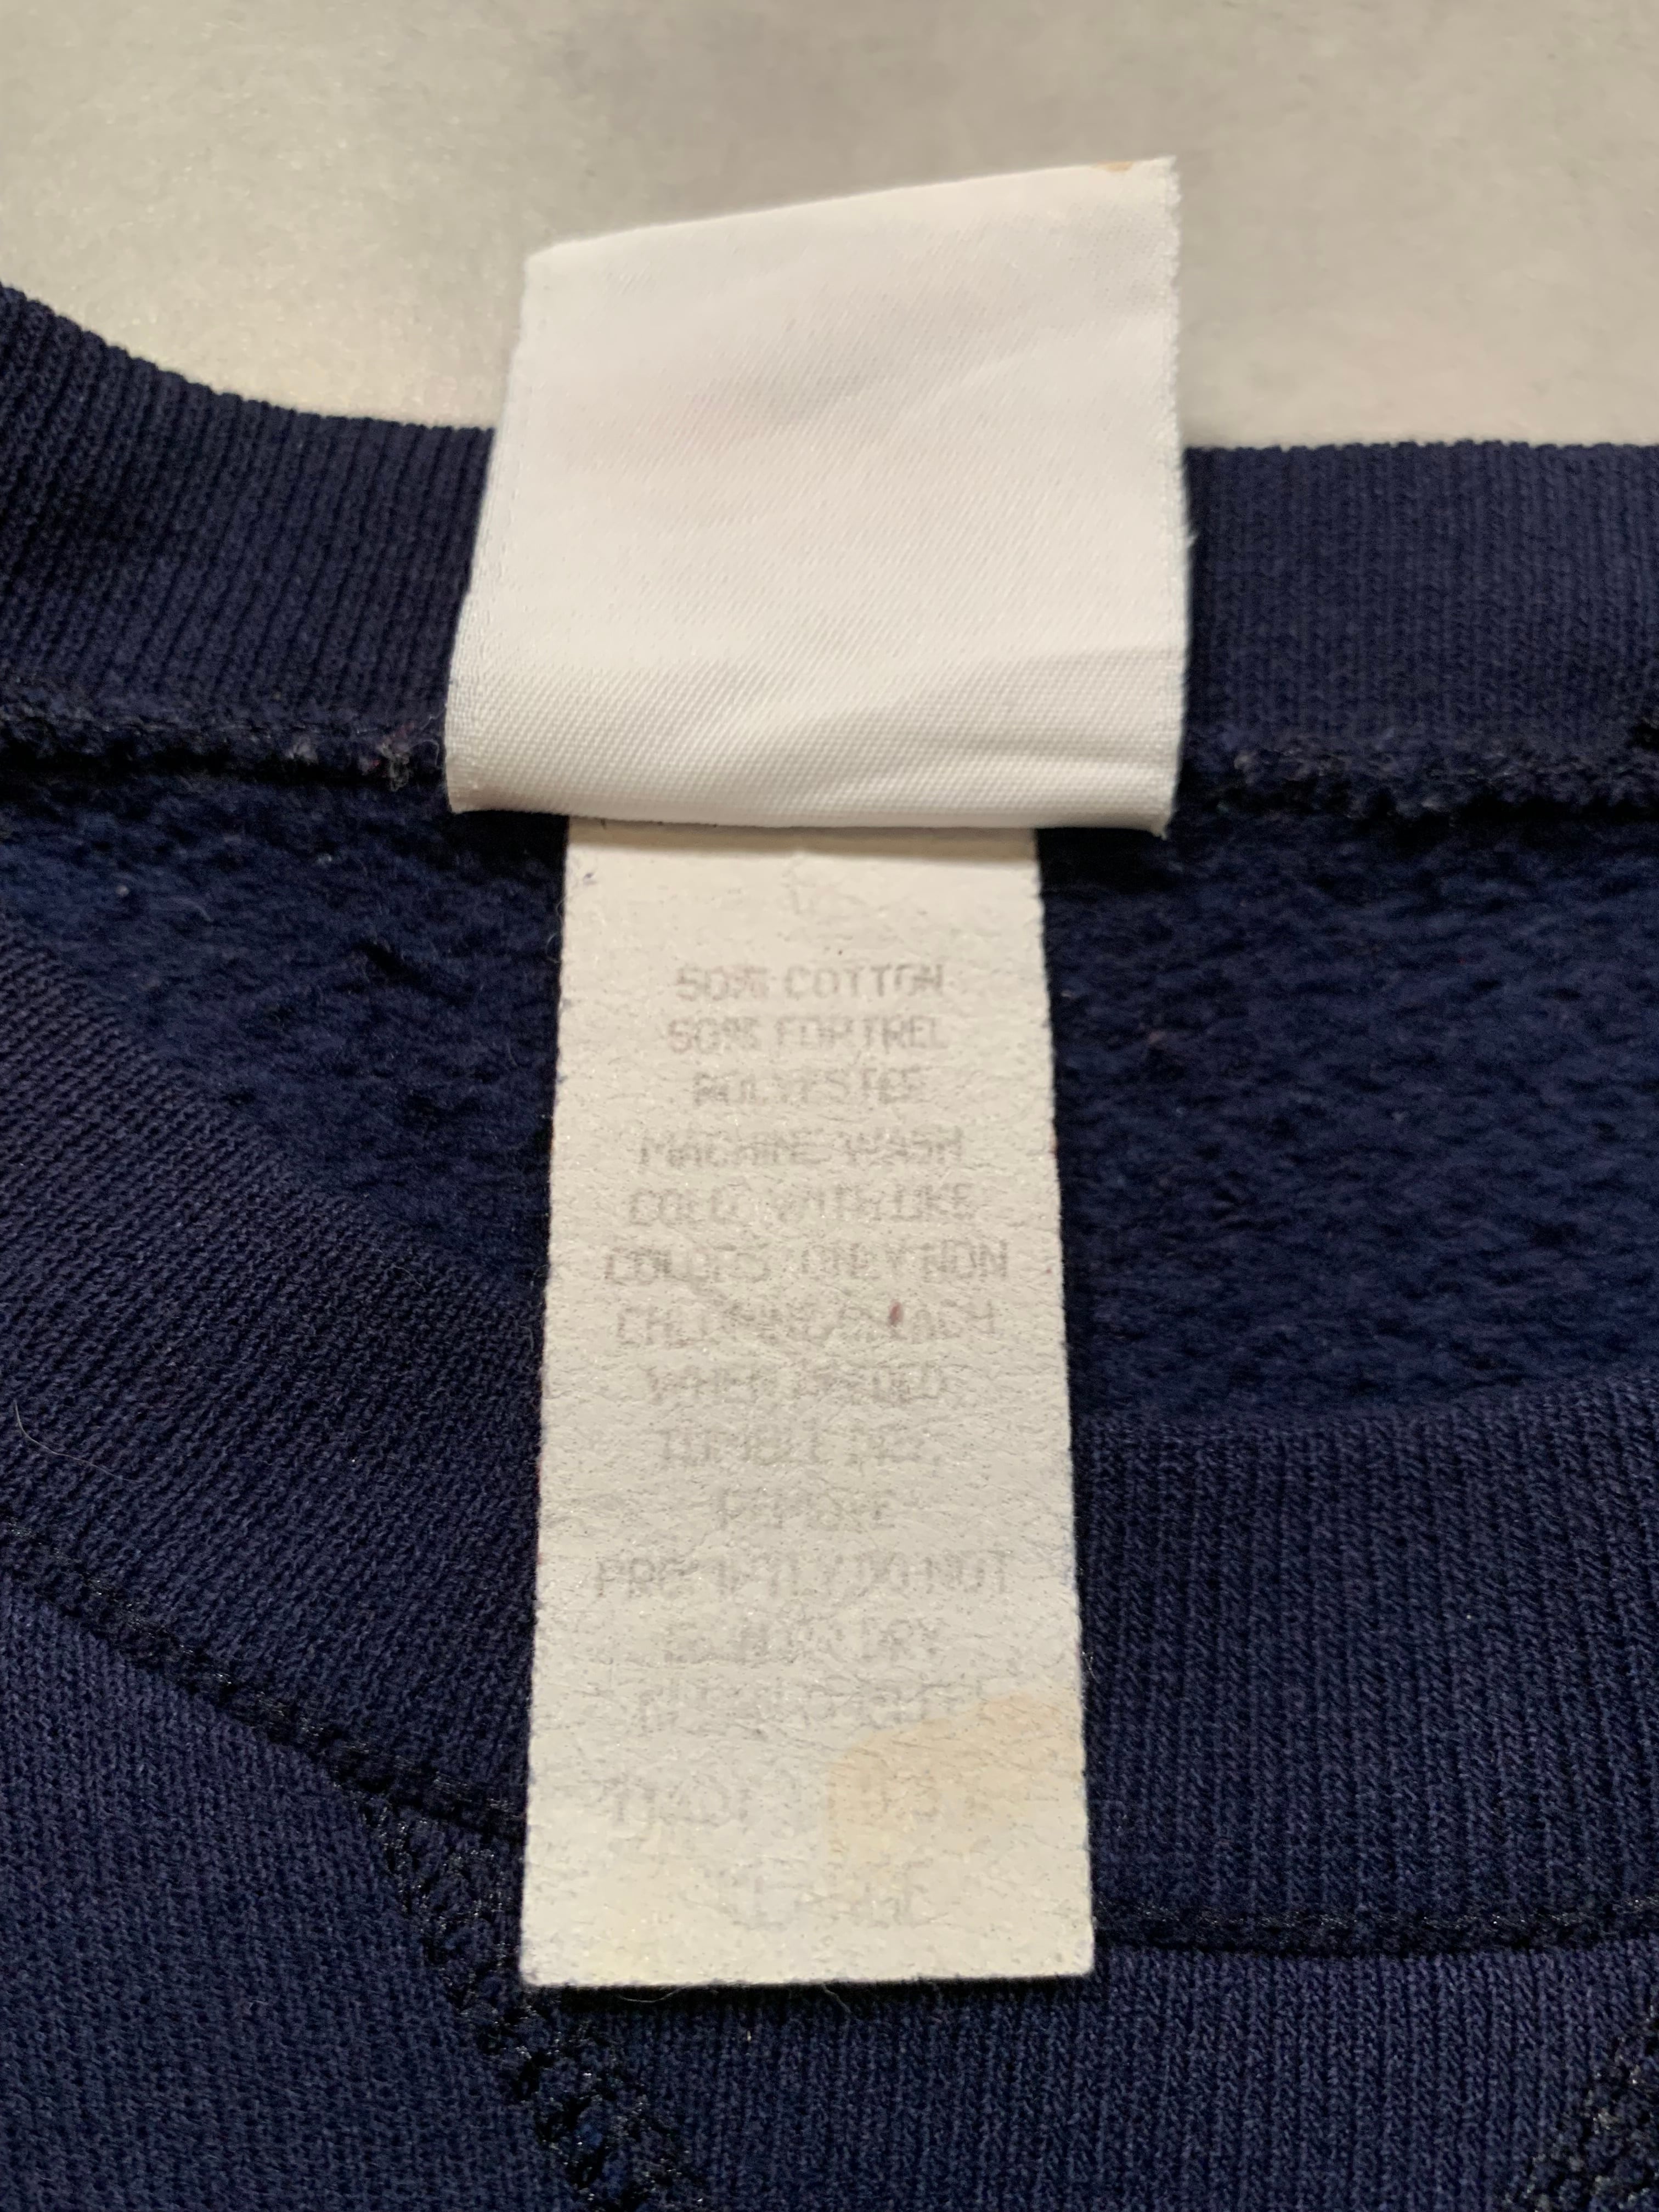 50% COTTON
50% FORTREL
POLYESTER
MACHINE WASH
COLD WITH LIKE
COLORS ONLY NON
CHLORINE BLEACH
WHEN NEEDED
TUMBLE DRY
REMOVE
PROMPTLY DO NOT
DRY